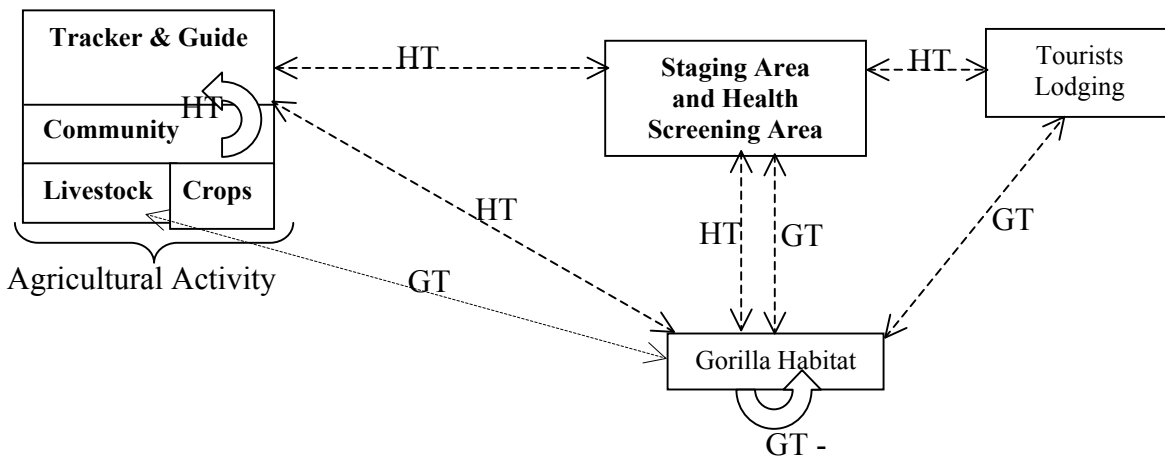 Tracker & Guide
HT
Community
Livestock
Crops
Agricultural Activity
HT
Staging Area
and Health
Screening Area
HT
Tourists
Lodging
HT
GT
HT
GT
GT
Gorilla Habitat
GT -